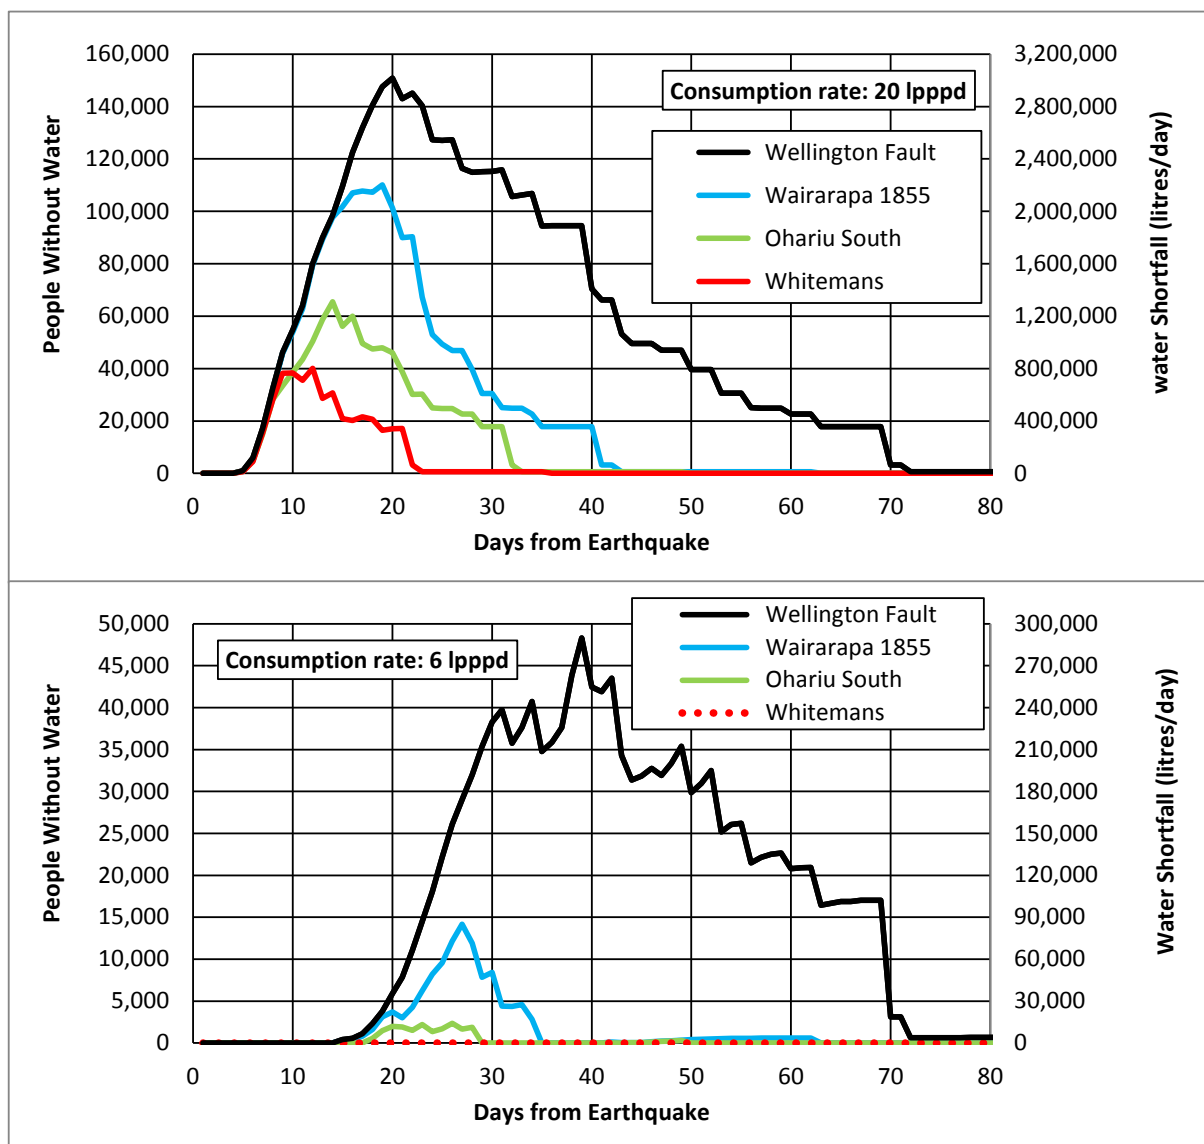 160,000
140,000
120,000
100,000
80,000
60,000
40,000
20,000
0
People Without Water
3,200,000
2,800,000
2,400,000
2,000,000
1,600,000
1,200,000
800,000
400,000
0
water Shortfall (litres/day)
Consumption rate: 20 lpppd
Wellington Fault
Wairarapa 1855
Ohariu South
Whitemans
0 10 20 30 40 50 60 70 80
Days from Earthquake
50,000
45,000
40,000
35,000
30,000
25,000
20,000
15,000
10,000
5,000
0
People Without Water
300,000
270,000
240,000
210,000
180,000
150,000
120,000
90,000
60,000
30,000
0
Water Shortfall (litres/day)
Consumption rate: 6 lpppd
Wellington Fault
Wairarapa 1855
Ohariu South
Whitemans
0 10 20 30 40 50 60 70 80
Days from Earthquake